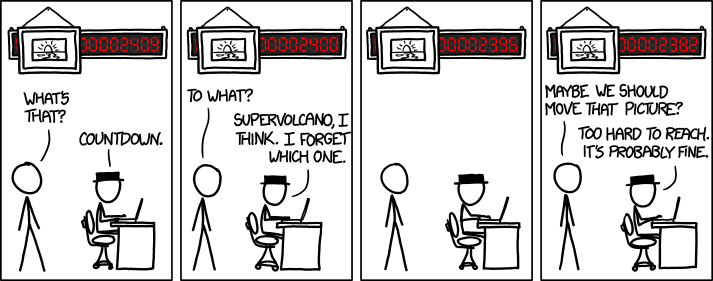 00002409
WHAT'S
THAT?
COUNTDOWN.
00002400
TO WHAT?
SUPERVOLCANO, I
THINK. I FORGET
WHICH ONE.
00002396
00002382
MAYBE WE SHOULD
MOVE THAT PICTURE?
TOO HARD TO REACH.
IT'S PROBABLY FINE.